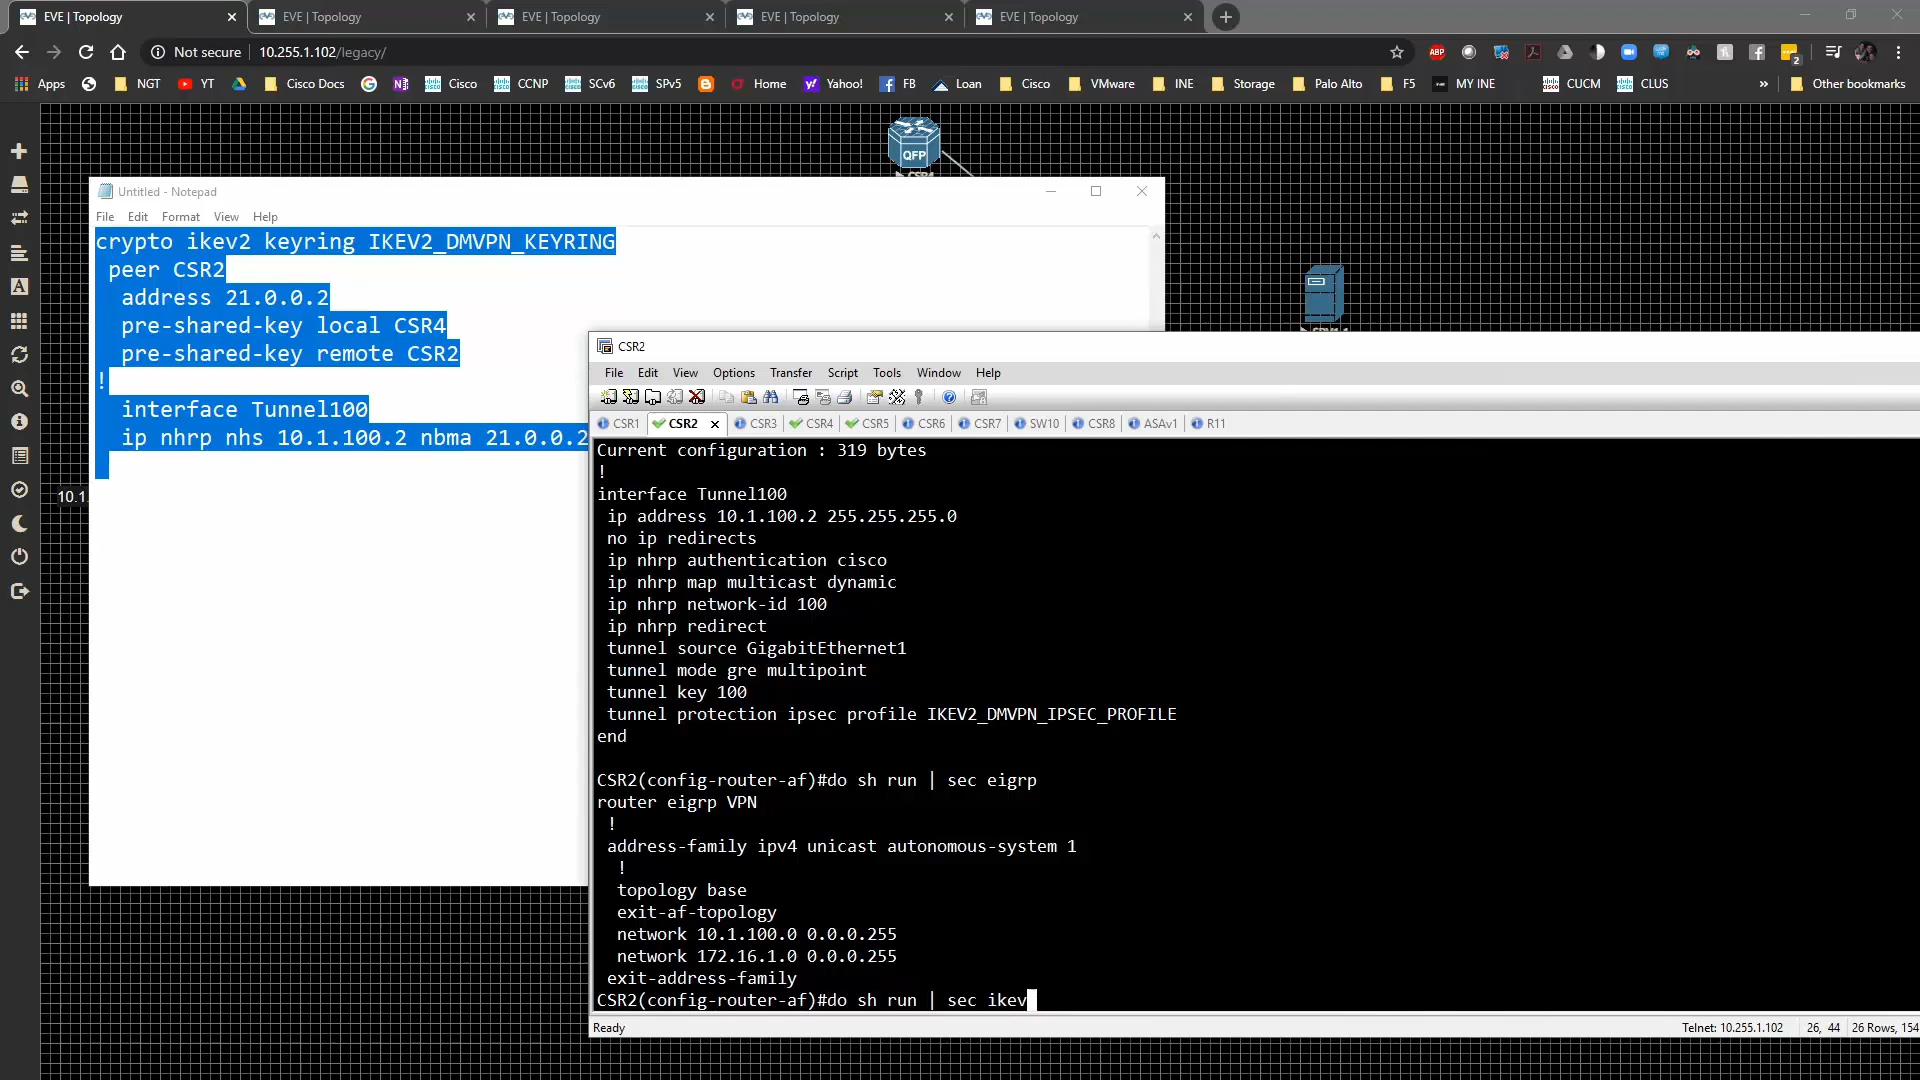 EVE | Topology
EVE | Topology
EVE | Topology
EVE | Topology
EVE | Topology
Not secure
10.255.1.102/legacy/
ABP
2
Apps
NGT
YT
Cisco Docs
Cisco
CCNP
SCv6
SPv5
Home
Yahoo!
FB
Loan
Cisco
VMware
INE
Storage
Palo Alto
F5
MY INE
CUCM
CLUS
»
Other bookmarks
QFP
Untitled - Notepad
File Edit Format View Help
crypto ikev2 keyring IKEV2_DMVPN_KEYRING
peer CSR2
address 21.0.0.2
pre-shared-key local CSR4
pre-shared-key remote CSR2
!
interface Tunnel100
ip nhrp nhs 10.1.100.2 nbma 21.0.0.2
10.1.
CSR2
File Edit View Options Transfer Script Tools Window Help
CSR1 CSR2 CSR3 CSR4 CSR5 CSR6 CSR7 SW10 CSR8 ASAv1 R11
Current configuration : 319 bytes
!
interface Tunnel100
ip address 10.1.100.2 255.255.255.0
no ip redirects
ip nhrp authentication cisco
ip nhrp map multicast dynamic
ip nhrp network-id 100
ip nhrp redirect
tunnel source GigabitEthernet1
tunnel mode gre multipoint
tunnel key 100
tunnel protection ipsec profile IKEV2_DMVPN_IPSEC_PROFILE
end
CSR2(config-router-af)#do sh run | sec eigrp
router eigrp VPN
!
address-family ipv4 unicast autonomous-system 1
!
topology base
exit-af-topology
network 10.1.100.0 0.0.0.255
network 172.16.1.0 0.0.0.255
exit-address-family
CSR2(config-router-af)#do sh run | sec ikev
Ready
Telnet: 10.255.1.102
26, 44
26 Rows, 154